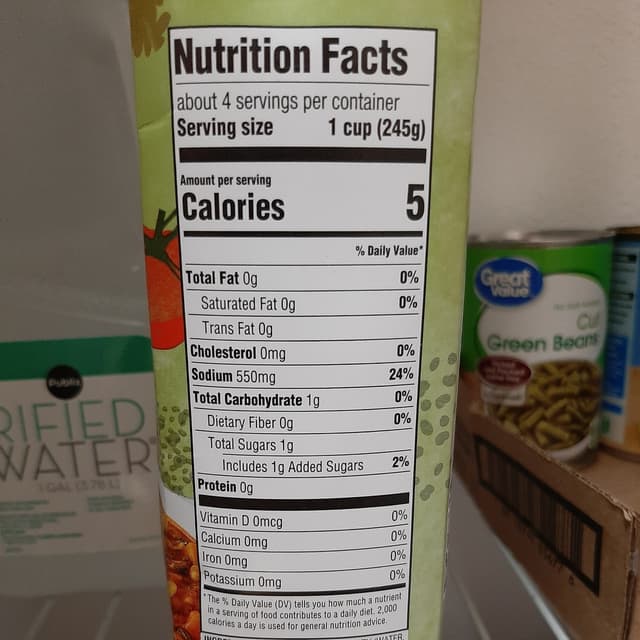 Nutrition Facts
about 4 servings per container
Serving size 1 cup (245g)
Amount per serving
Calories 5
% Daily Value*
Total Fat 0g 0%
Saturated Fat 0g 0%
Trans Fat 0g
Cholesterol 0mg 0%
Sodium 550mg 24%
Total Carbohydrate 1g 0%
Dietary Fiber 0g 0%
Total Sugars 1g
Includes 1g Added Sugars 2%
Protein 0g
Vitamin D 0mcg 0%
Calcium 0mg 0%
Iron 0mg 0%
Potassium 0mg 0%
*The % Daily Value (DV) tells you how much a nutrient
in a serving of food contributes to a daily diet. 2,000
calories a day is used for general nutrition advice.
Publix
RIFIED
WATER
1 GAL (3.78 L)
Great
Value
Cut
Green Beans